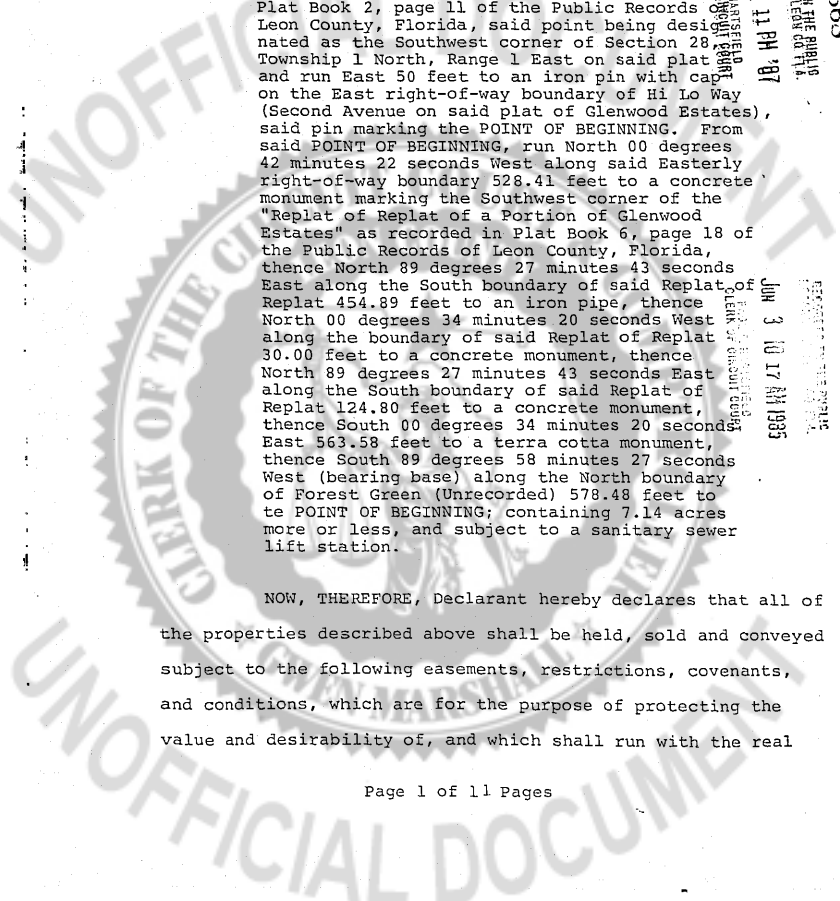 Plat Book 2, page 11 of the Public Records of
Leon County, Florida, said point being desig-
nated as the Southwest corner of Section 28,
Township 1 North, Range 1 East on said plat
and run East 50 feet to an iron pin with cap
on the East right-of-way boundary of Hi Lo Way
(Second Avenue on said plat of Glenwood Estates),
said pin marking the POINT OF BEGINNING. From
said POINT OF BEGINNING, run North 00 degrees
42 minutes 22 seconds West along said Easterly
right-of-way boundary 528.41 feet to a concrete
monument marking the Southwest corner of the
"Replat of Replat of a Portion of Glenwood
Estates" as recorded in Plat Book 6, page 18 of
the Public Records of Leon County, Florida,
thence North 89 degrees 27 minutes 43 seconds
East along the South boundary of said Replat of
Replat 454.89 feet to an iron pipe, thence
North 00 degrees 34 minutes 20 seconds West
along the boundary of said Replat of Replat
30.00 feet to a concrete monument, thence
North 89 degrees 27 minutes 43 seconds East
along the South boundary of said Replat of
Replat 124.80 feet to a concrete monument,
thence South 00 degrees 34 minutes 20 seconds
East 563.58 feet to a terra cotta monument,
thence South 89 degrees 58 minutes 27 seconds
West (bearing base) along the North boundary
of Forest Green (Unrecorded) 578.48 feet to
te POINT OF BEGINNING; containing 7.14 acres
more or less, and subject to a sanitary sewer
lift station.
NOW, THEREFORE, Declarant hereby declares that all of
the properties described above shall be held, sold and conveyed
subject to the following easements, restrictions, covenants,
and conditions, which are for the purpose of protecting the
value and desirability of, and which shall run with the real
Page 1 of 11 Pages
11 PM '87
JUN 3 10 17 AM 1985
CLERK OF CIRCUIT COURT
UNOFFICIAL DOCUMENT
UNOFFICIAL DOCUMENT
CLERK OF THE